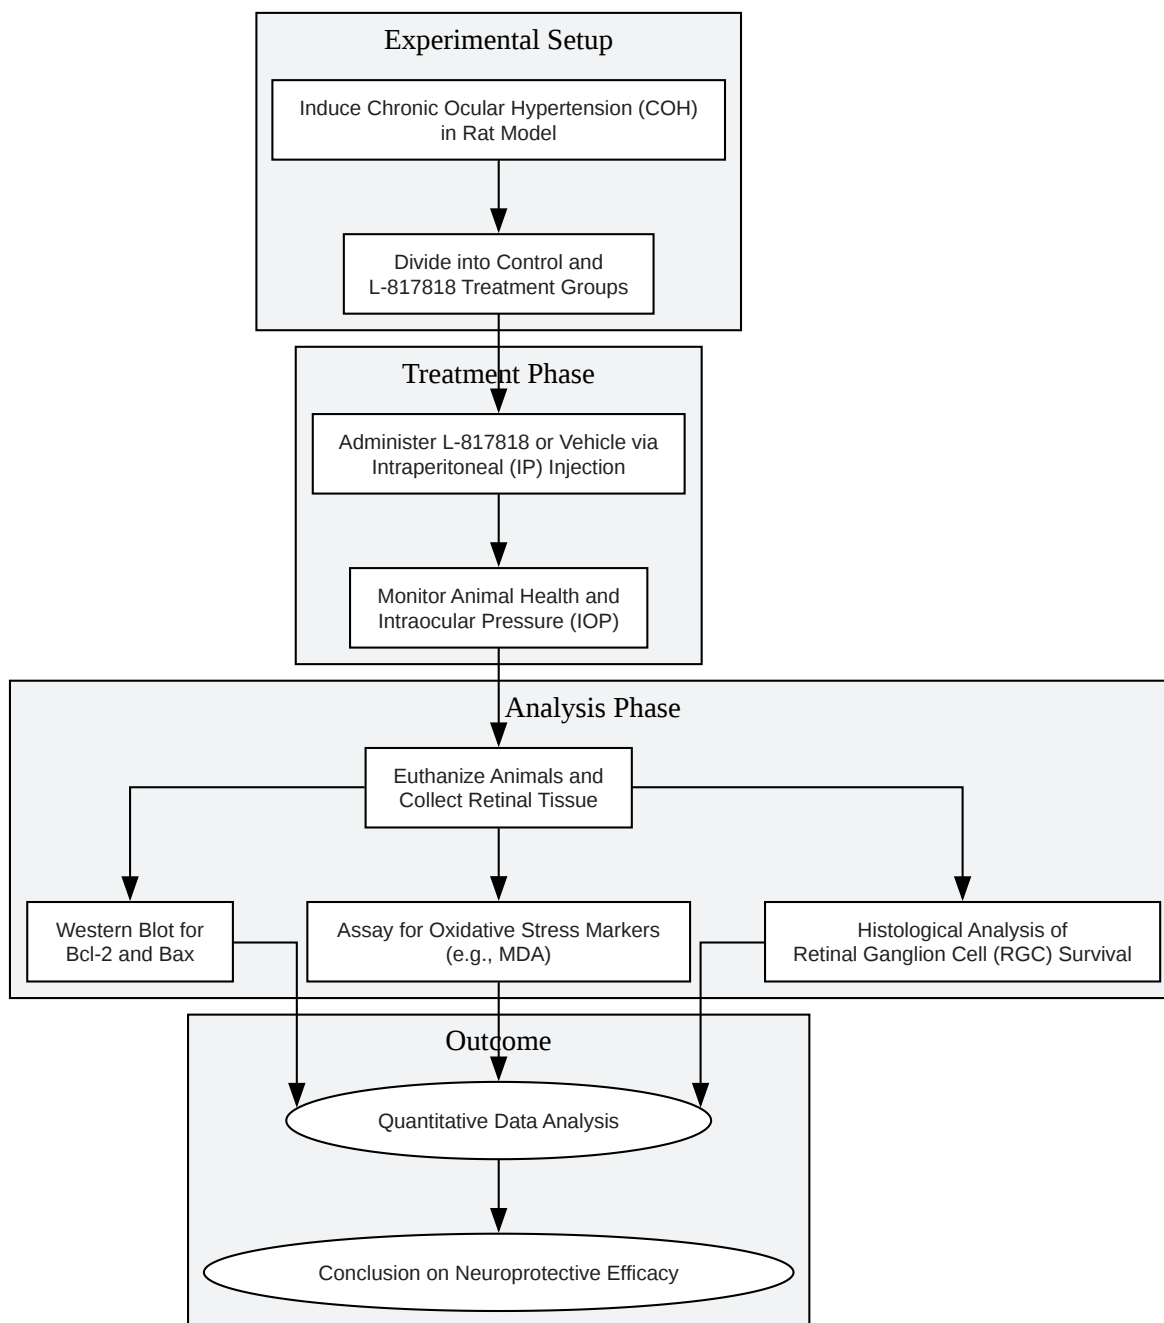 Experimental Setup
Induce Chronic Ocular Hypertension (COH)
in Rat Model
Divide into Control and
L-817818 Treatment Groups
Treatment Phase
Administer L-817818 or Vehicle via
Intraperitoneal (IP) Injection
Monitor Animal Health and
Intraocular Pressure (IOP)
Analysis Phase
Euthanize Animals and
Collect Retinal Tissue
Western Blot for
Bcl-2 and Bax
Assay for Oxidative Stress Markers
(e.g., MDA)
Histological Analysis of
Retinal Ganglion Cell (RGC) Survival
Outcome
Quantitative Data Analysis
Conclusion on Neuroprotective Efficacy